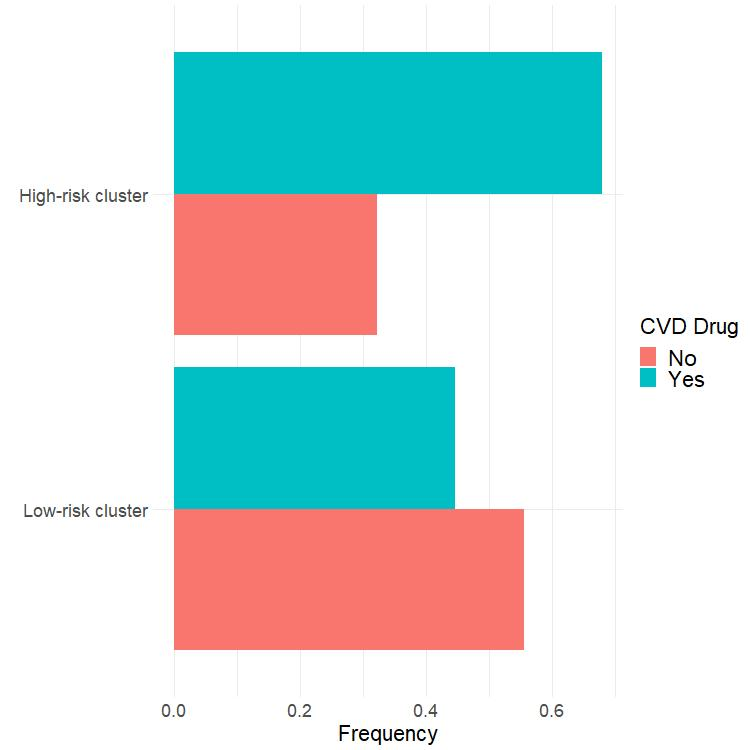 High-risk cluster
Low-risk cluster
0.0 0.2 0.4 0.6
Frequency
CVD Drug
No
Yes